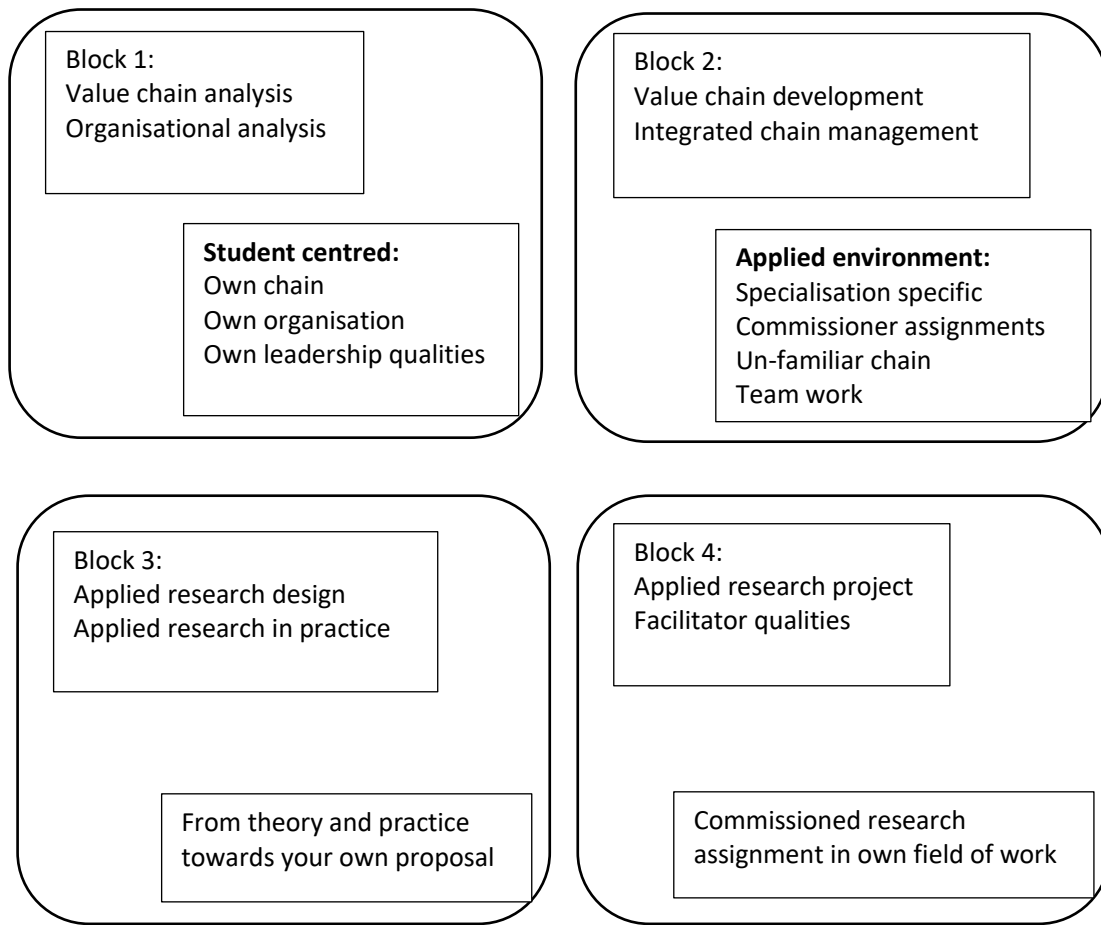 Block 1:
Value chain analysis
Organisational analysis
Student centred:
Own chain
Own organisation
Own leadership qualities
Block 2:
Value chain development
Integrated chain management
Applied environment:
Specialisation specific
Commissioner assignments
Un-familiar chain
Team work
Block 3:
Applied research design
Applied research in practice
From theory and practice
towards your own proposal
Block 4:
Applied research project
Facilitator qualities
Commissioned research
assignment in own field of work